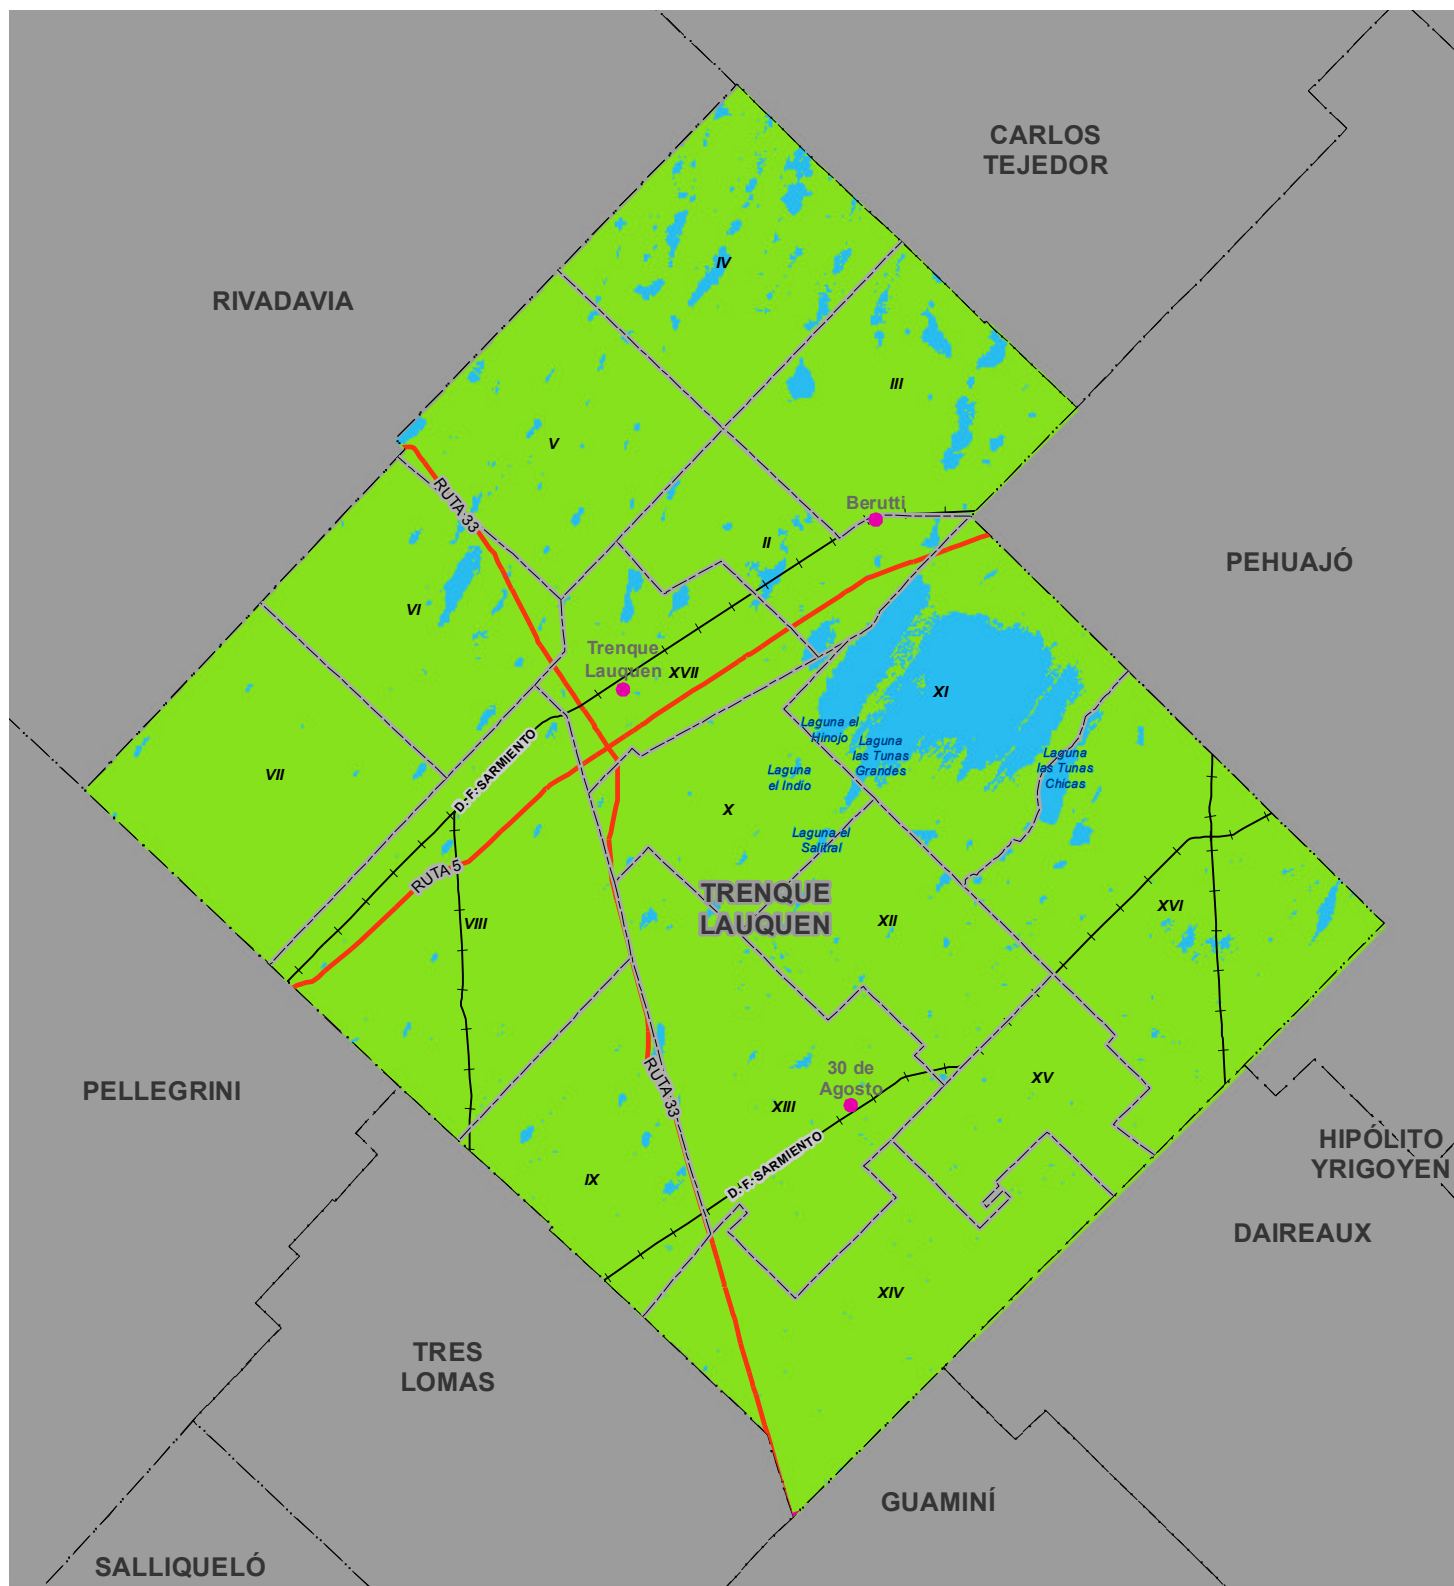 CARLOS
TEJEDOR
IV
RIVADAVIA
III
V
RUTA 33
Berutti
II
PEHUAJÓ
VI
Trenque
Lauquen
XVII
XI
Laguna el
Hinojo
Laguna
las Tunas
Grandes
Laguna
las Tunas
Chicas
Laguna
el Indio
VII
D.F.SARMIENTO
X
Laguna el
Salitral
RUTA 5
TRENQUE
LAUQUEN
VIII
XII
XVI
PELLEGRINI
RUTA 33
30 de
Agosto
XV
XIII
HIPÓLITO
YRIGOYEN
D.F.SARMIENTO
IX
DAIREAUX
XIV
TRES
LOMAS
GUAMINÍ
SALLIQUELÓ